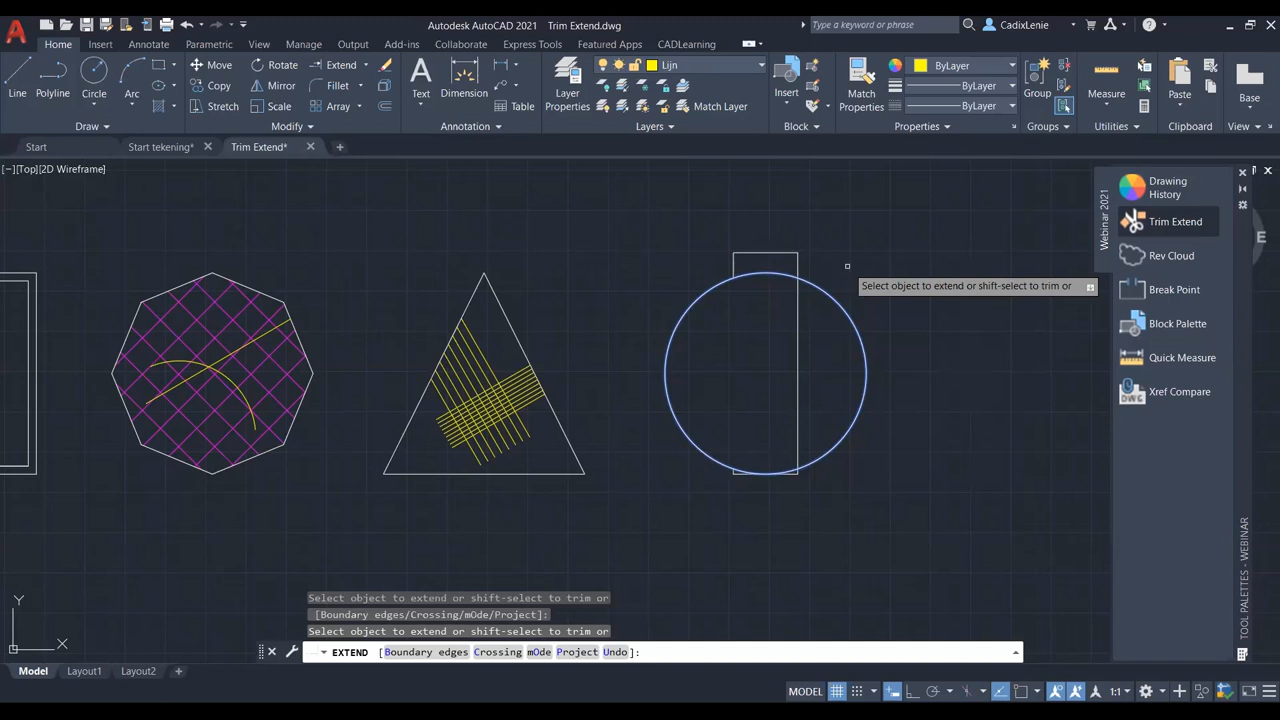 Autodesk AutoCAD 2021 Trim Extend.dwg
Type a keyword or phrase
CadixLenie
Home Insert Annotate Parametric View Manage Output Add-ins Collaborate Express Tools Featured Apps CADLearning
Line Polyline Circle Arc
Move Rotate Extend
Copy Mirror Fillet
Stretch Scale Array
Text Dimension Table
Layer Properties
Lijn
Match Layer
Insert
Match Properties
ByLayer
ByLayer
ByLayer
Group
Measure
Paste
Base
Draw Modify Annotation Layers Block Properties Groups Utilities Clipboard View
Start Start tekening* Trim Extend*
[−][Top][2D Wireframe]
Webinar 2021
Drawing History
Trim Extend
Rev Cloud
Break Point
Block Palette
Quick Measure
DWG
Xref Compare
E
TOOL PALETTES - WEBINAR
Select object to extend or shift-select to trim or
Y
X
Select object to extend or shift-select to trim or
[Boundary edges/Crossing/mOde/Project]:
Select object to extend or shift-select to trim or
EXTEND [Boundary edges Crossing mOde Project Undo]:
Model Layout1 Layout2 +
MODEL 1:1